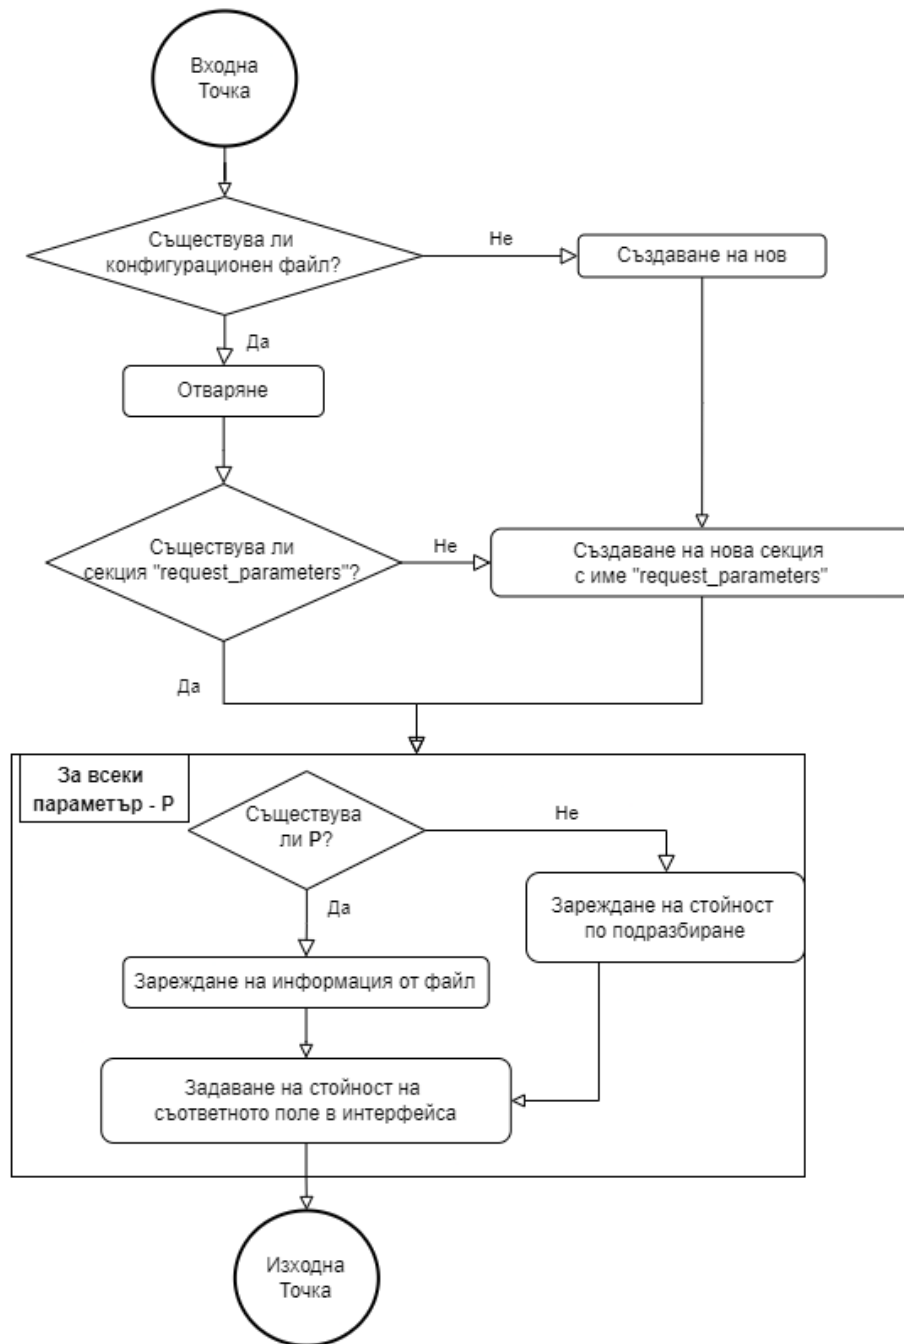 Входна
Точка
Съществува ли
конфигурационен файл?
Не
Създаване на нов
Да
Отваряне
Съществува ли
секция "request_parameters"?
Не
Създаване на нова секция
с име "request_parameters"
Да
За всеки
параметър - P
Съществува
ли P?
Не
Да
Зареждане на стойност
по подразбиране
Зареждане на информация от файл
Задаване на стойност на
съответното поле в интерфейса
Изходна
Точка